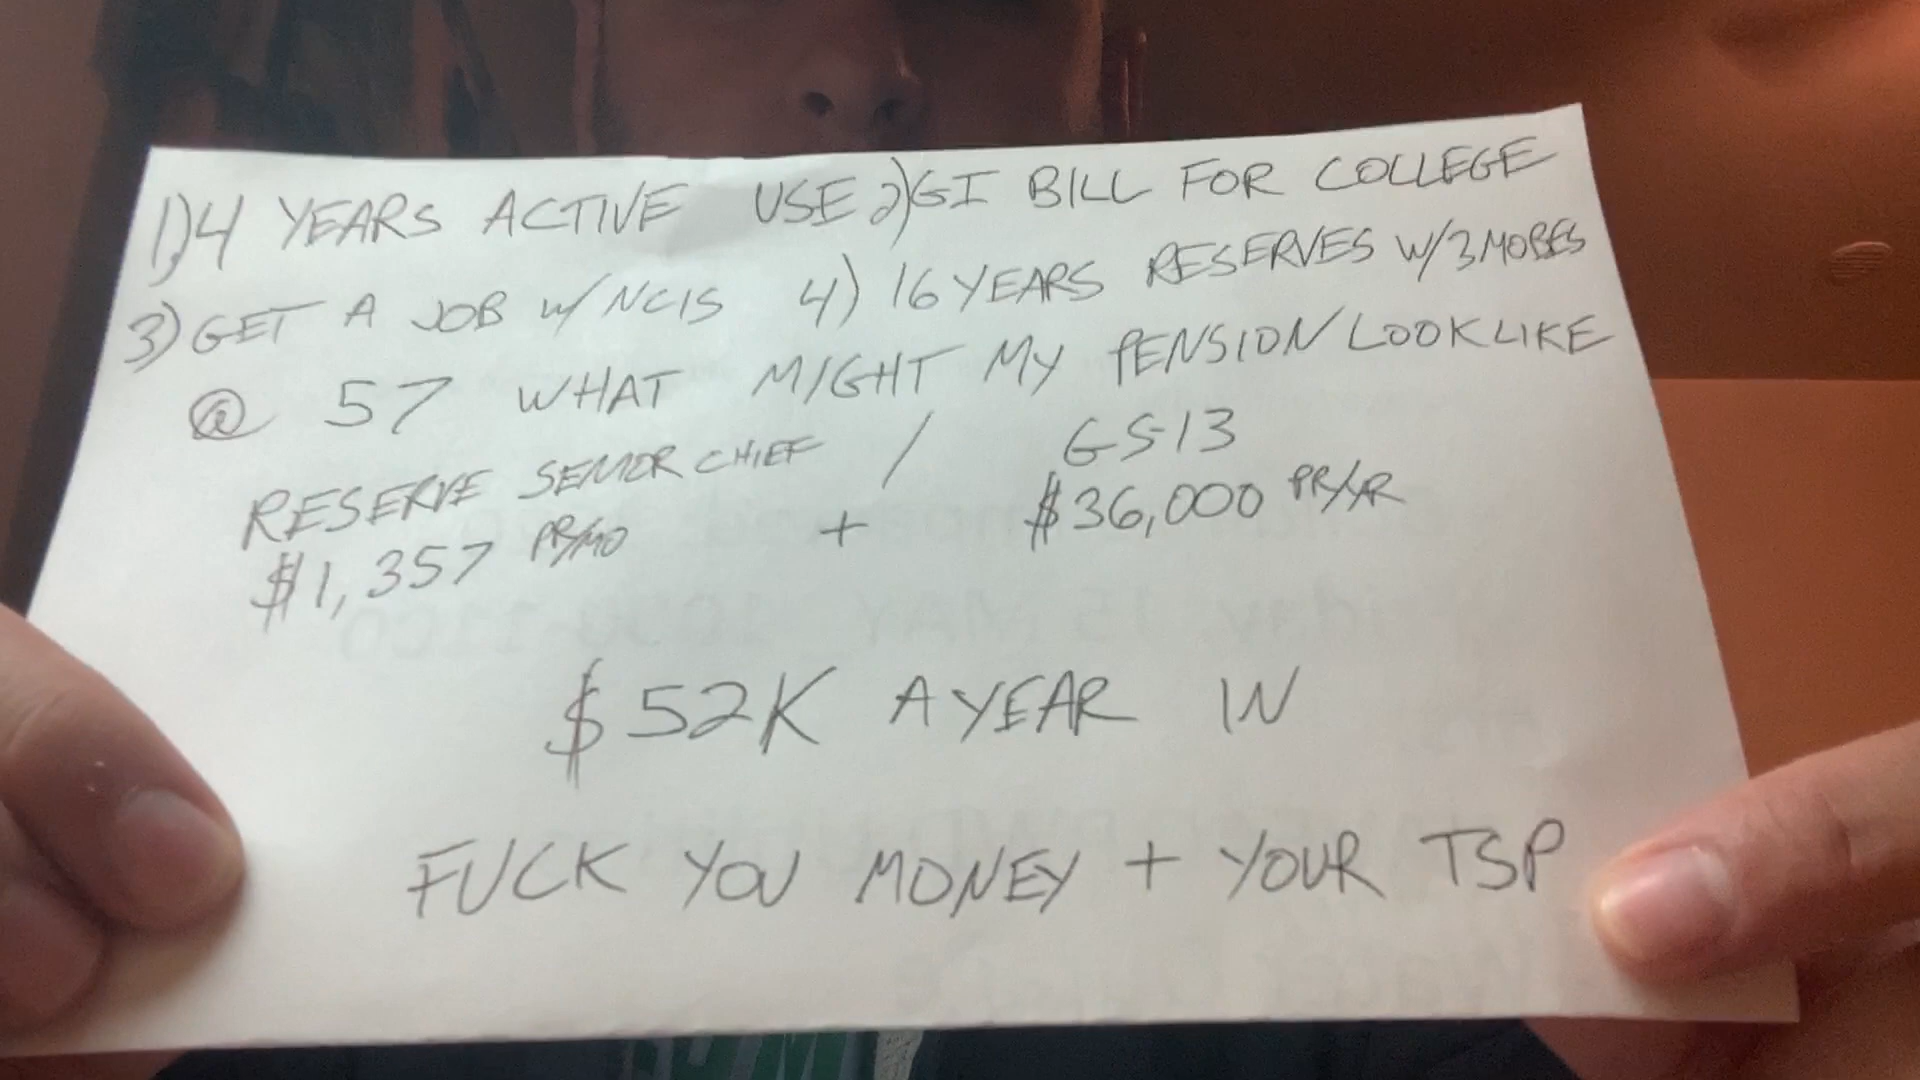 1) 4 YEARS ACTIVE USE 2) GI BILL FOR COLLEGE
3) GET A JOB W/ NCIS 4) 16 YEARS RESERVES W/3 MOBES
@ 57 WHAT MIGHT MY PENSION LOOK LIKE
RESERVE SENIOR CHIEF / GS-13
$1,357 PR/MO + $36,000 PR/YR
$52K A YEAR IN
FUCK YOU MONEY + YOUR TSP